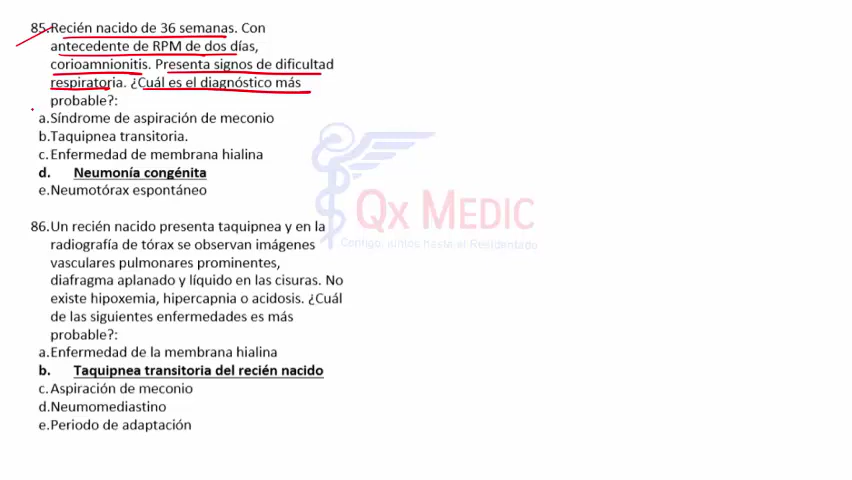 85.Recién nacido de 36 semanas. Con
antecedente de RPM de dos días,
corioamnionitis. Presenta signos de dificultad
respiratoria. ¿Cuál es el diagnóstico más
probable?:
a.Síndrome de aspiración de meconio
b.Taquipnea transitoria.
c.Enfermedad de membrana hialina
d. Neumonía congénita
e.Neumotórax espontáneo
86.Un recién nacido presenta taquipnea y en la
radiografía de tórax se observan imágenes
vasculares pulmonares prominentes,
diafragma aplanado y líquido en las cisuras. No
existe hipoxemia, hipercapnia o acidosis. ¿Cuál
de las siguientes enfermedades es más
probable?:
a.Enfermedad de la membrana hialina
b. Taquipnea transitoria del recién nacido
c.Aspiración de meconio
d.Neumomediastino
e.Periodo de adaptación
Qx MEDIC
Contigo, juntos hasta el Residentado